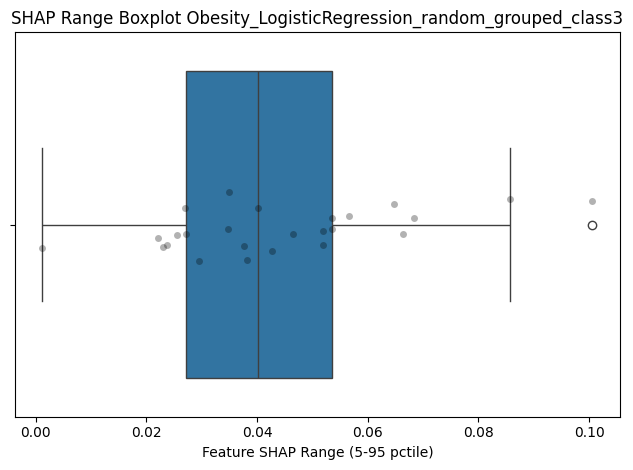 SHAP Range Boxplot Obesity_LogisticRegression_random_grouped_class3
0.00 0.02 0.04 0.06 0.08 0.10
Feature SHAP Range (5-95 pctile)